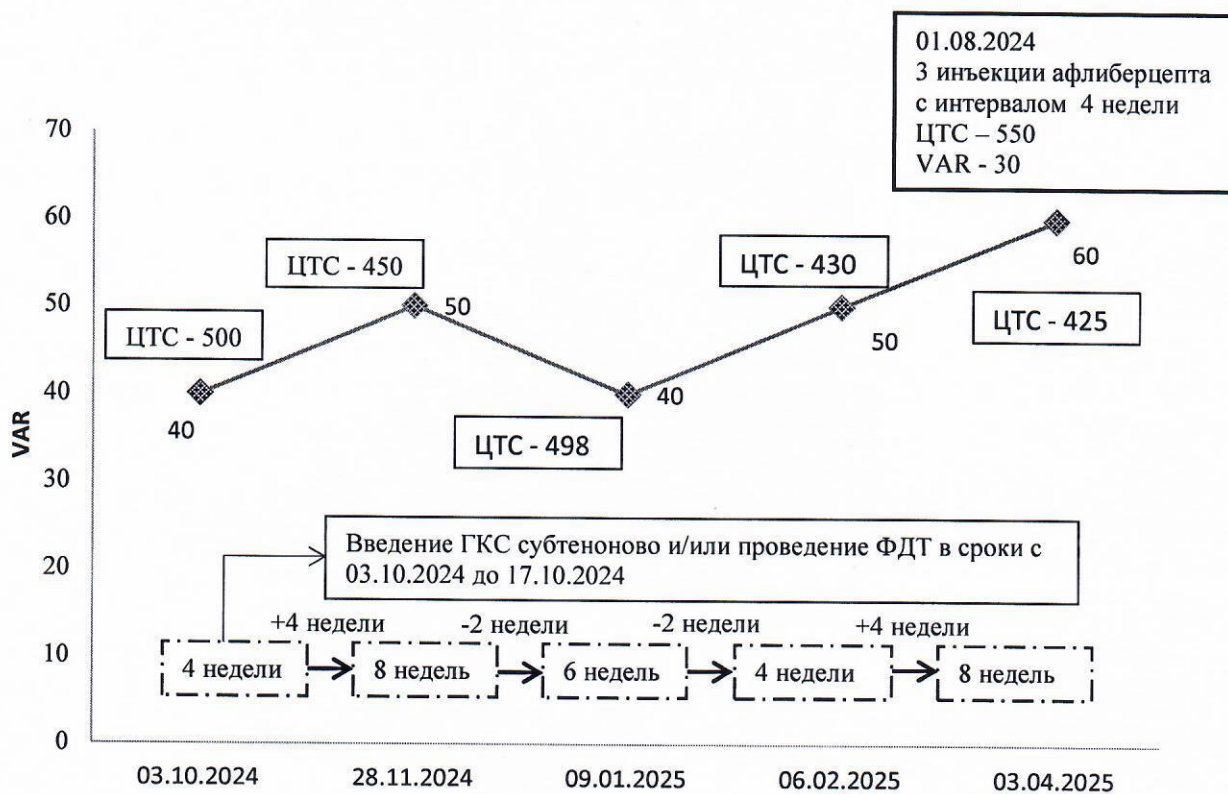 01.08.2024
3 инъекции афлиберцепта
с интервалом 4 недели
ЦТС – 550
VAR - 30
VAR
70
60
50
40
30
20
10
0
ЦТС - 500
40
ЦТС - 450
50
ЦТС - 498
40
ЦТС - 430
50
60
ЦТС - 425
Введение ГКС субтеноново и/или проведение ФДТ в сроки с
03.10.2024 до 17.10.2024
+4 недели
-2 недели
-2 недели
+4 недели
4 недели
8 недель
6 недель
4 недели
8 недель
03.10.2024
28.11.2024
09.01.2025
06.02.2025
03.04.2025